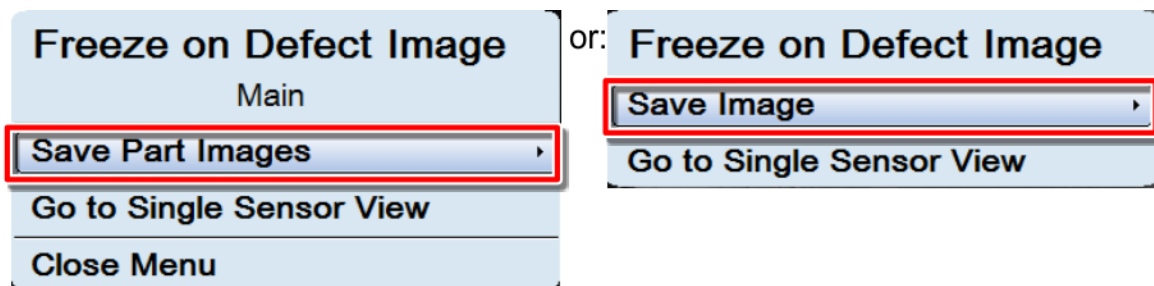 Freeze on Defect Image
Main
Save Part Images
Go to Single Sensor View
Close Menu
or:
Freeze on Defect Image
Save Image
Go to Single Sensor View